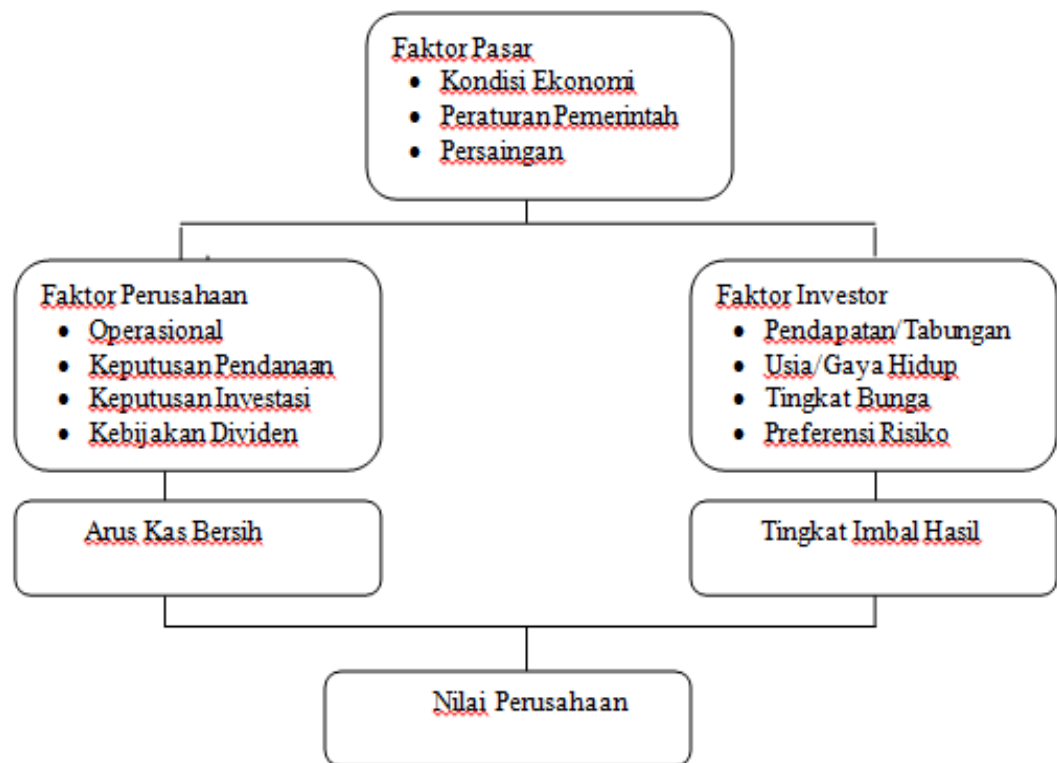 Faktor Pasar
• Kondisi Ekonomi
• Peraturan Pemerintah
• Persaingan
Faktor Perusahaan
• Operasional
• Keputusan Pendanaan
• Keputusan Investasi
• Kebijakan Dividen
Faktor Investor
• Pendapatan/Tabungan
• Usia/Gaya Hidup
• Tingkat Bunga
• Preferensi Risiko
Arus Kas Bersih
Tingkat Imbal Hasil
Nilai Perusahaan